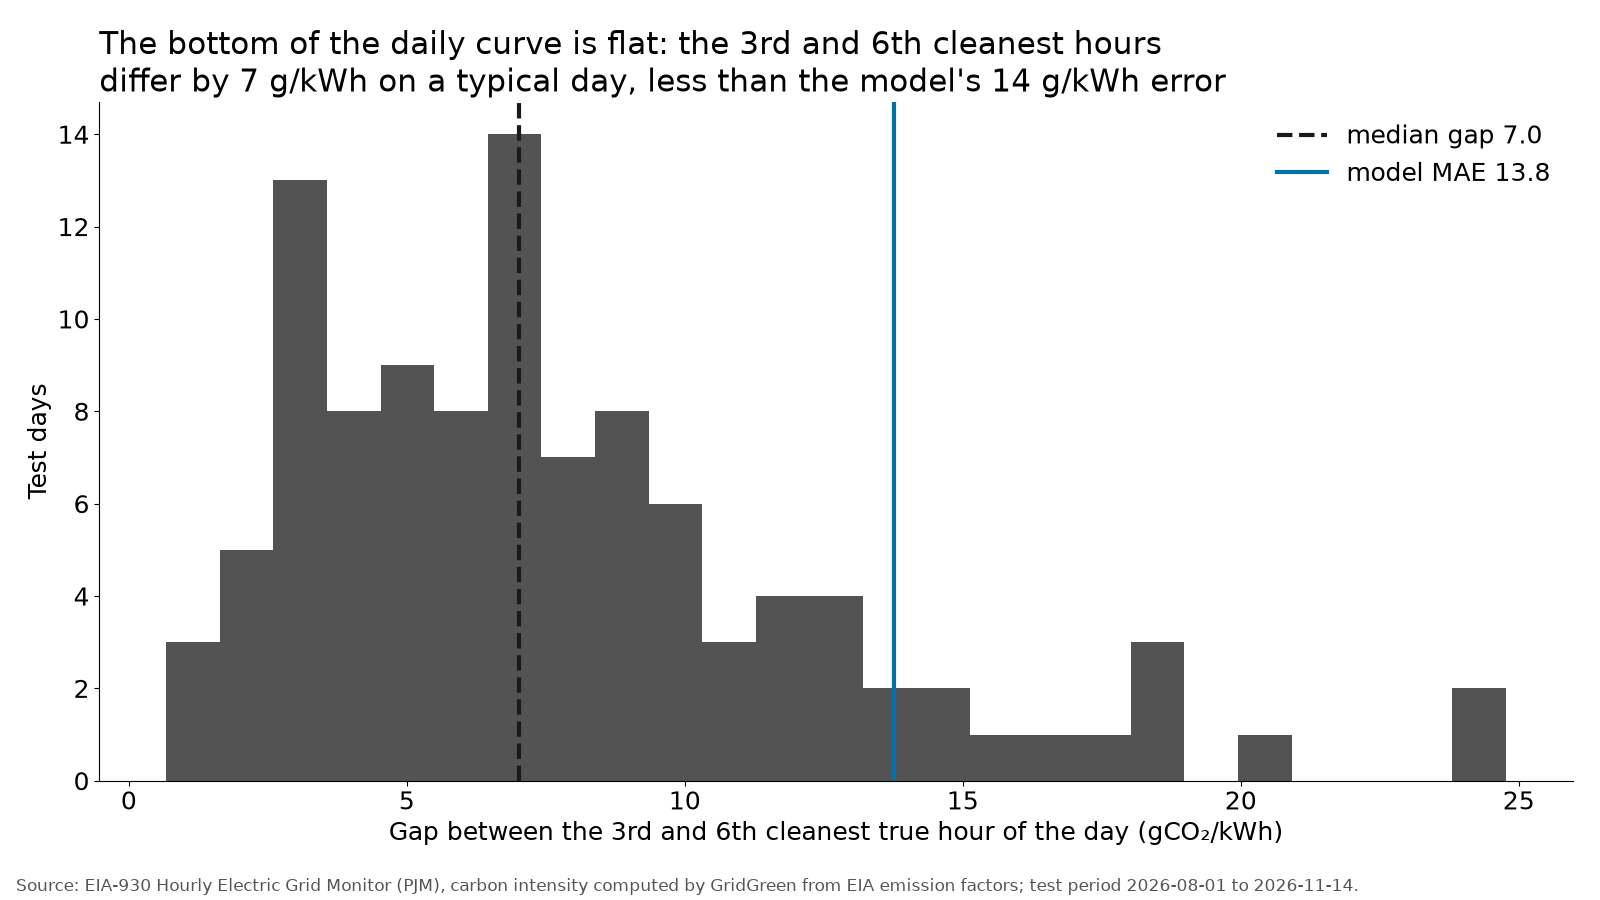 The bottom of the daily curve is flat: the 3rd and 6th cleanest hours
differ by 7 g/kWh on a typical day, less than the model's 14 g/kWh error
median gap 7.0
model MAE 13.8
14
12
10
8
6
4
2
0
Test days
0 5 10 15 20 25
Gap between the 3rd and 6th cleanest true hour of the day (gCO₂/kWh)
Source: EIA-930 Hourly Electric Grid Monitor (PJM), carbon intensity computed by GridGreen from EIA emission factors; test period 2026-08-01 to 2026-11-14.